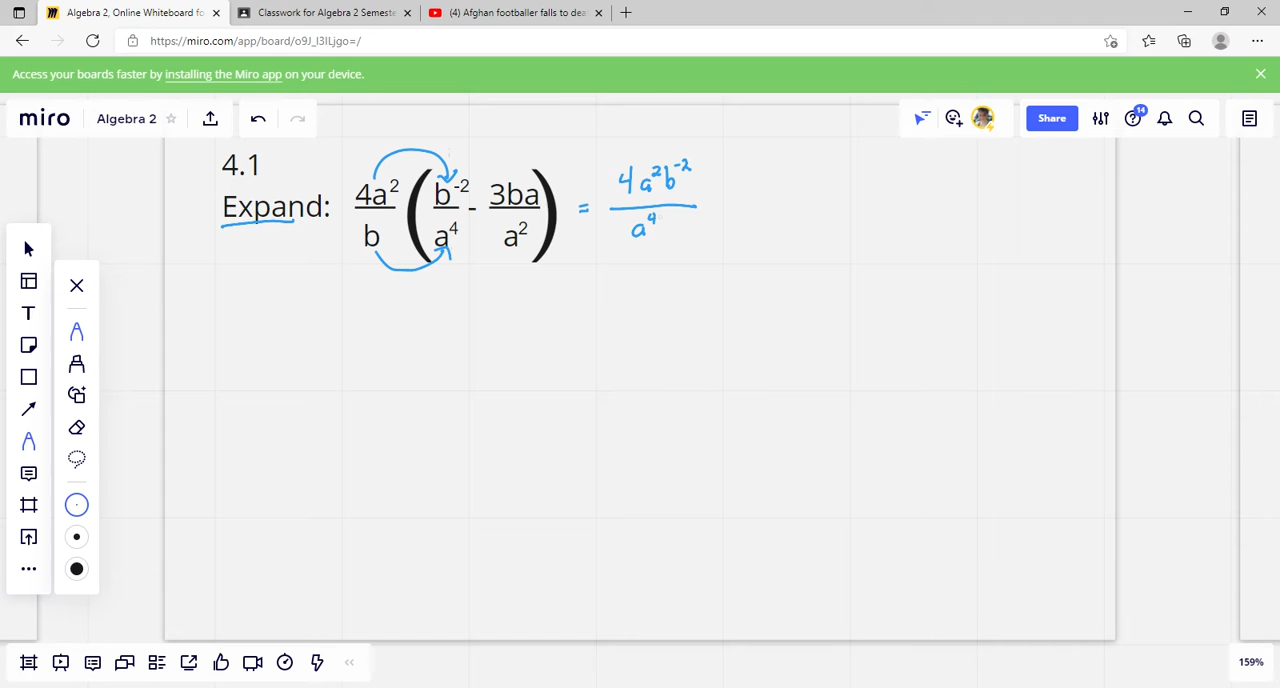 Algebra 2, Online Whiteboard fo
Classwork for Algebra 2 Semeste
(4) Afghan footballer falls to dea
https://miro.com/app/board/o9J_l3lLjgo=/
Access your boards faster by installing the Miro app on your device.
miro Algebra 2 Share 14
4.1
Expand: 4a²/b (b⁻²/a⁴ - 3ba/a²) = 4a²b⁻²/a⁴
159%